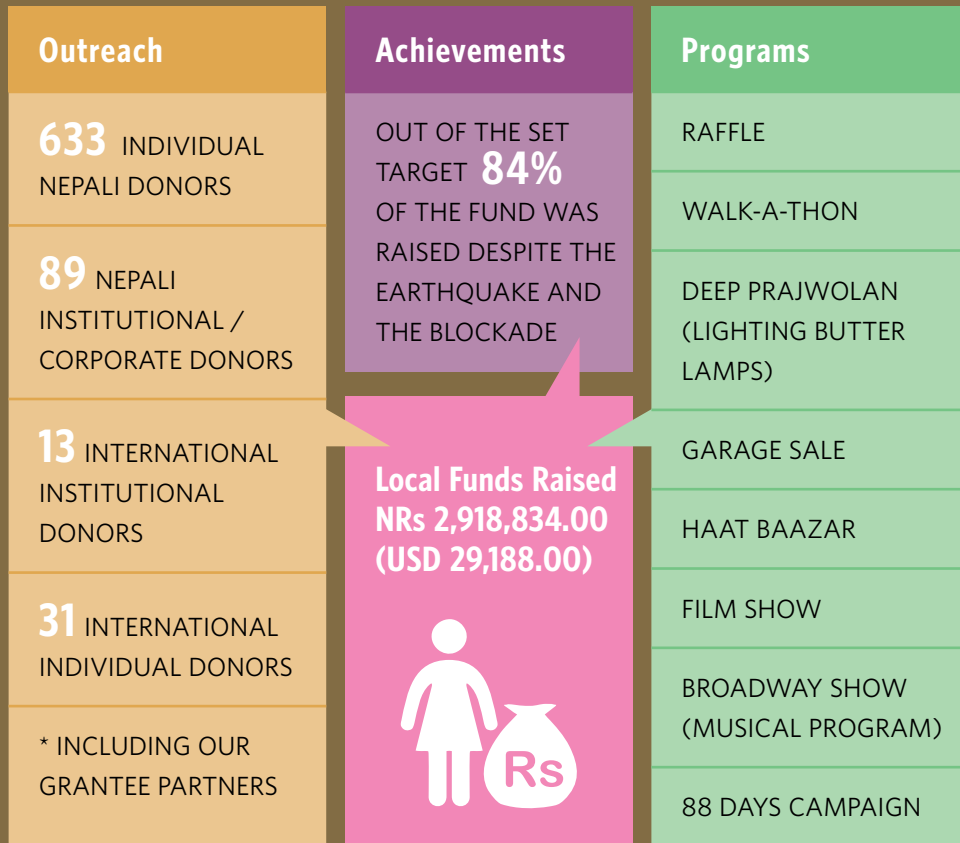 Outreach
633 INDIVIDUAL
NEPALI DONORS
89 NEPALI
INSTITUTIONAL /
CORPORATE DONORS
13 INTERNATIONAL
INSTITUTIONAL
DONORS
31 INTERNATIONAL
INDIVIDUAL DONORS
* INCLUDING OUR
GRANTEE PARTNERS
Achievements
OUT OF THE SET
TARGET 84%
OF THE FUND WAS
RAISED DESPITE THE
EARTHQUAKE AND
THE BLOCKADE
Local Funds Raised
NRs 2,918,834.00
(USD 29,188.00)
Rs
Programs
RAFFLE
WALK-A-THON
DEEP PRAJWOLAN
(LIGHTING BUTTER
LAMPS)
GARAGE SALE
HAAT BAAZAR
FILM SHOW
BROADWAY SHOW
(MUSICAL PROGRAM)
88 DAYS CAMPAIGN